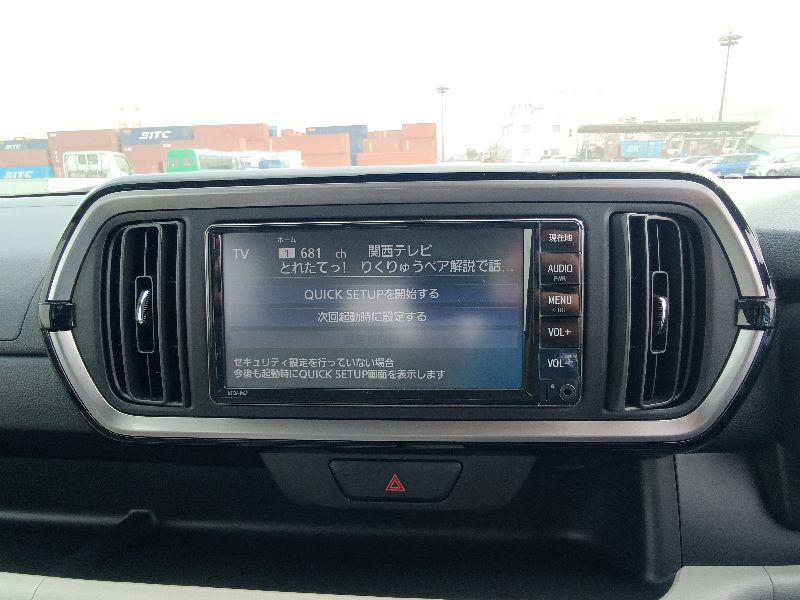 SITC
SITC
SITC
TV
ホーム
1 681 ch 関西テレビ
とれたてっ! りくりゅうペア解説で話...
QUICK SETUPを開始する
次回起動時に設定する
セキュリティ設定を行っていない場合
今後も起動時にQUICK SETUP画面を表示します
現在地
AUDIO
PWR
MENU
VOL+
VOL-